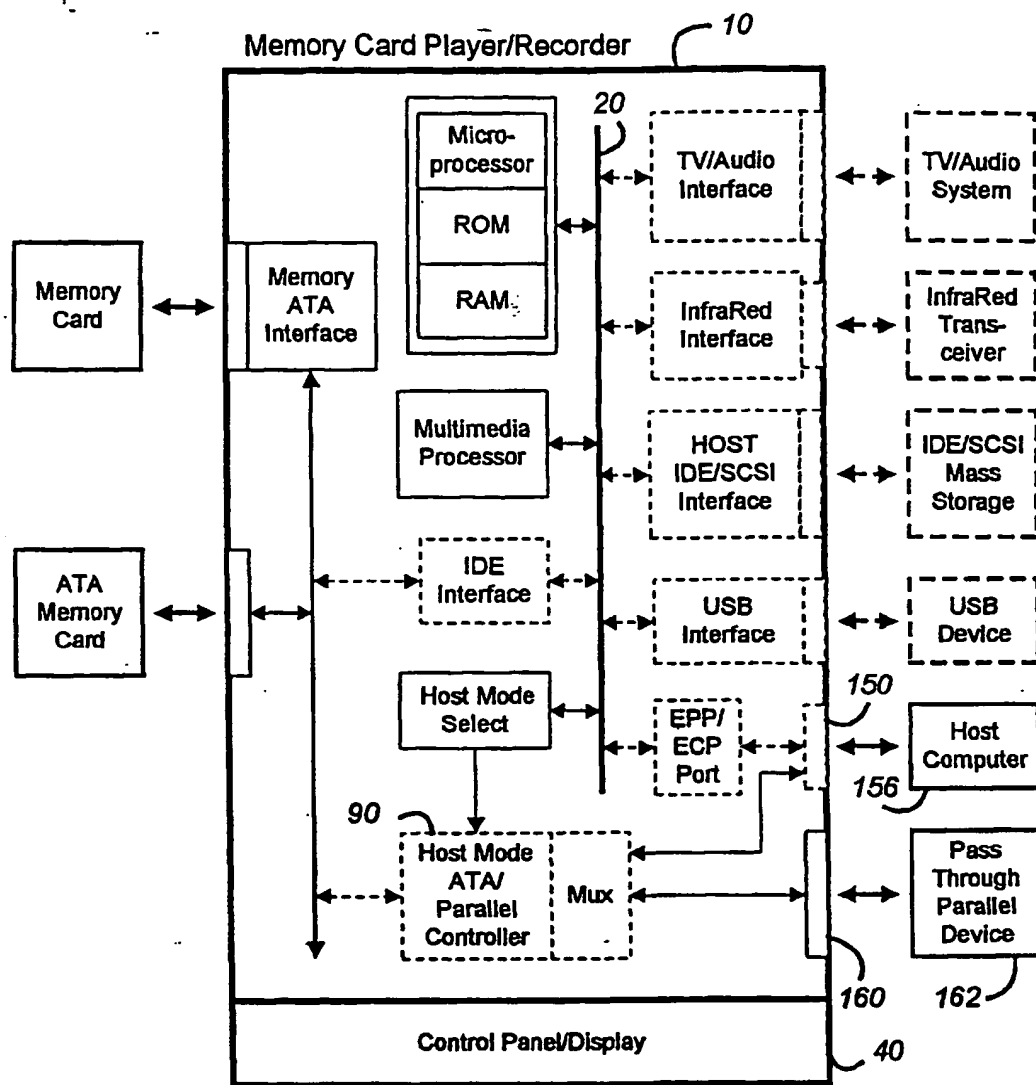 Memory Card Player/Recorder
10
20
Micro-
processor
ROM
RAM
TV/Audio
Interface
TV/Audio
System
Memory
Card
Memory
ATA
Interface
InfraRed
Interface
InfraRed
Trans-
ceiver
Multimedia
Processor
HOST
IDE/SCSI
Interface
IDE/SCSI
Mass
Storage
ATA
Memory
Card
IDE
Interface
USB
Interface
USB
Device
Host Mode
Select
EPP/
ECP
Port
150
Host
Computer
156
90
Host Mode
ATA/
Parallel
Controller
Mux
Pass
Through
Parallel
Device
160
162
Control Panel/Display
40